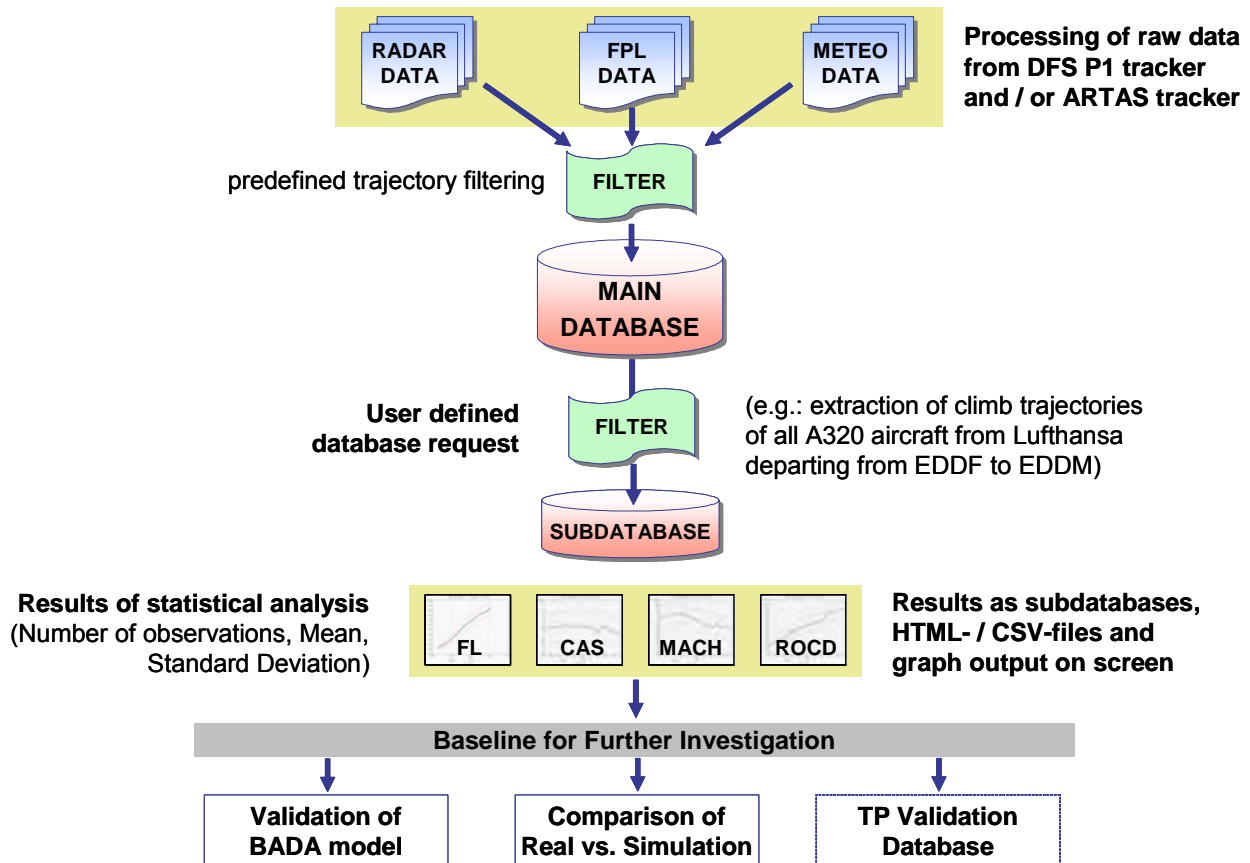 RADAR
DATA
FPL
DATA
METEO
DATA
Processing of raw data
from DFS P1 tracker
and / or ARTAS tracker
predefined trajectory filtering
FILTER
MAIN
DATABASE
User defined
database request
FILTER
(e.g.: extraction of climb trajectories
of all A320 aircraft from Lufthansa
departing from EDDF to EDDM)
SUBDATABASE
Results of statistical analysis
(Number of observations, Mean,
Standard Deviation)
FL
CAS
MACH
ROCD
Results as subdatabases,
HTML- / CSV-files and
graph output on screen
Baseline for Further Investigation
Validation of
BADA model
Comparison of
Real vs. Simulation
TP Validation
Database